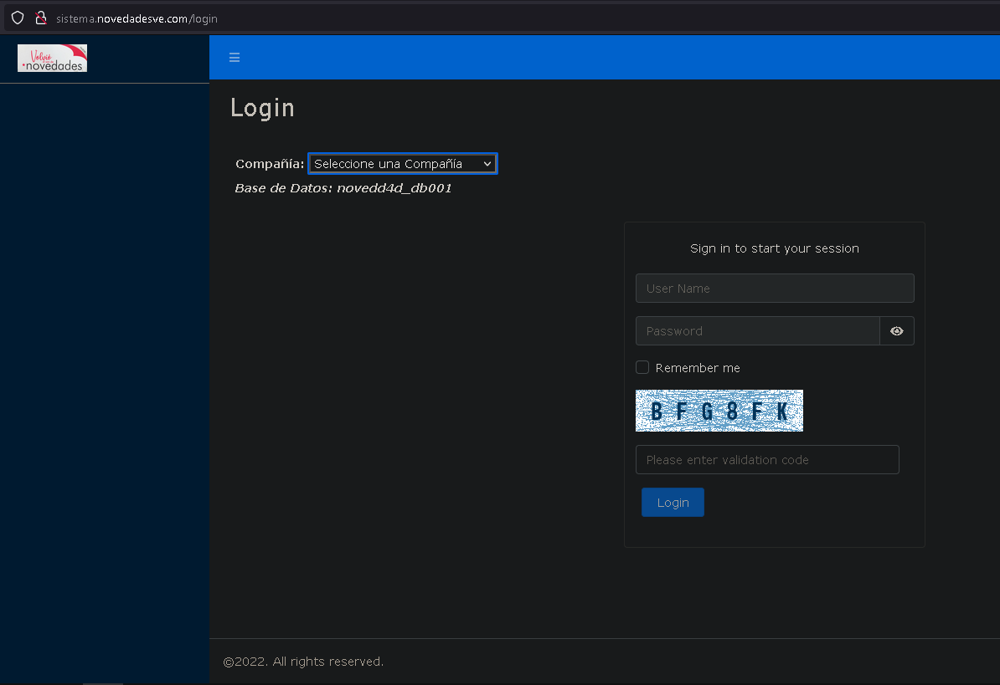 sistema.novedadesve.com/login
Volvió
novedades
Login
Compañía: Seleccione una Compañía
Base de Datos: novedd4d_db001
Sign in to start your session
User Name
Password
Remember me
B F G 8 F K
Please enter validation code
Login
©2022. All rights reserved.